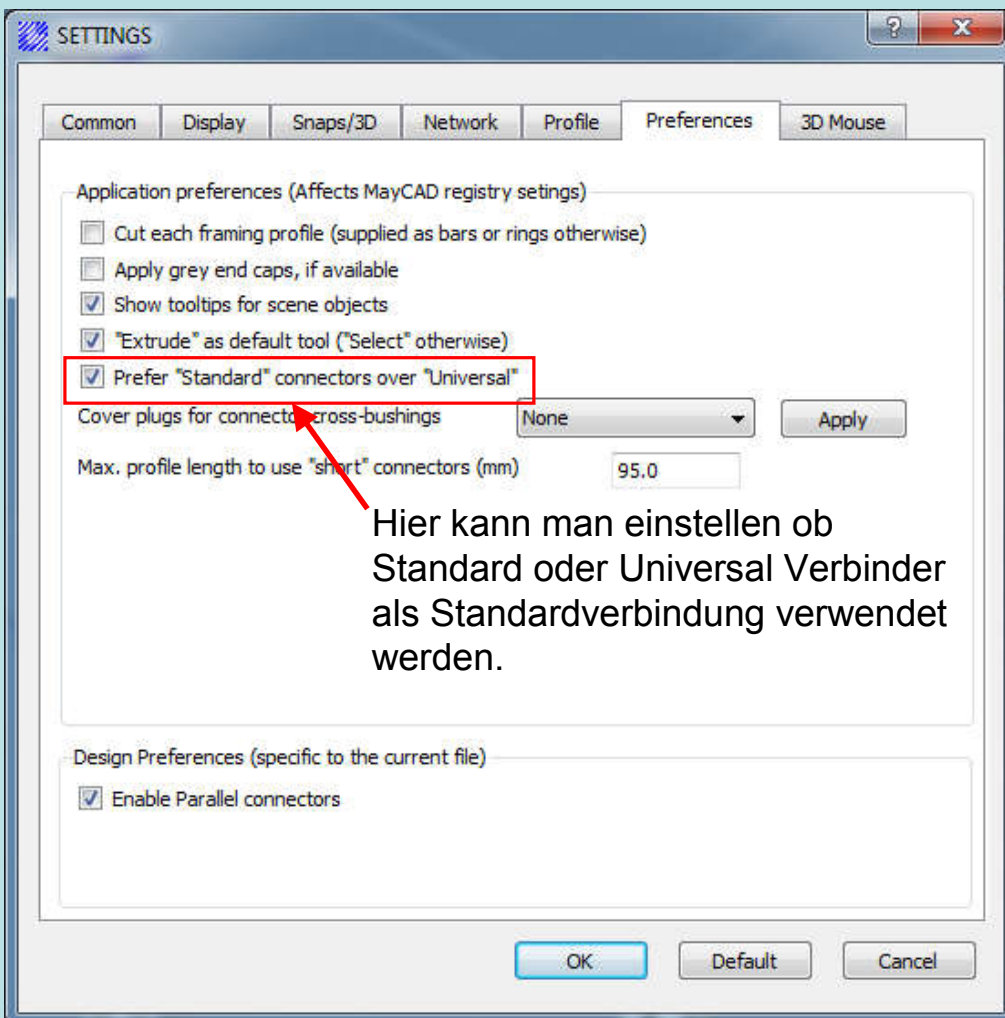 SETTINGS
Common Display Snaps/3D Network Profile Preferences 3D Mouse
Application preferences (Affects MayCAD registry setings)
Cut each framing profile (supplied as bars or rings otherwise)
Apply grey end caps, if available
Show tooltips for scene objects
"Extrude" as default tool ("Select" otherwise)
Prefer "Standard" connectors over "Universal"
Cover plugs for connector cross-bushings None Apply
Max. profile length to use "short" connectors (mm) 95.0
Hier kann man einstellen ob
Standard oder Universal Verbinder
als Standardverbindung verwendet
werden.
Design Preferences (specific to the current file)
Enable Parallel connectors
OK Default Cancel